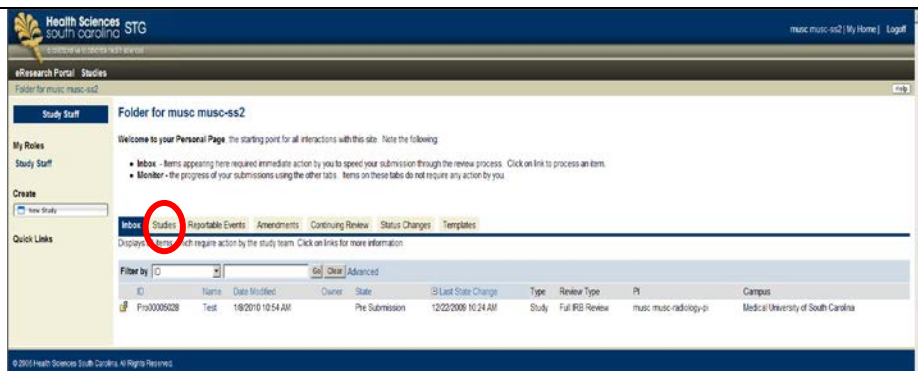 Health Sciences
south carolina STG
musc musc-ss2 | My Home | Logoff
eResearch Portal Studies
Folder for musc musc-ss2 Help
Study Staff
Folder for musc musc-ss2
My Roles
Study Staff
Create
New Study
Quick Links
Welcome to your Personal Page, the starting point for all interactions with this site. Note the following:
• Inbox - Items appearing here required immediate action by you to speed your submission through the review process. Click on link to process an item.
• Monitor - the progress of your submissions using the other tabs. Items on these tabs do not require any action by you.
Inbox Studies Reportable Events Amendments Continuing Review Status Changes Templates
Displays items which require action by the study team. Click on links for more information
Filter by ID Go Clear Advanced
ID Name Date Modified Owner State Last State Change Type Review Type PI Campus
Pro00005028 Test 1/8/2010 10:54 AM Pre Submission 12/22/2009 10:24 AM Study Full IRB Review musc musc-radiology-pi Medical University of South Carolina
Health Sciences South Carolina. All Rights Reserved.